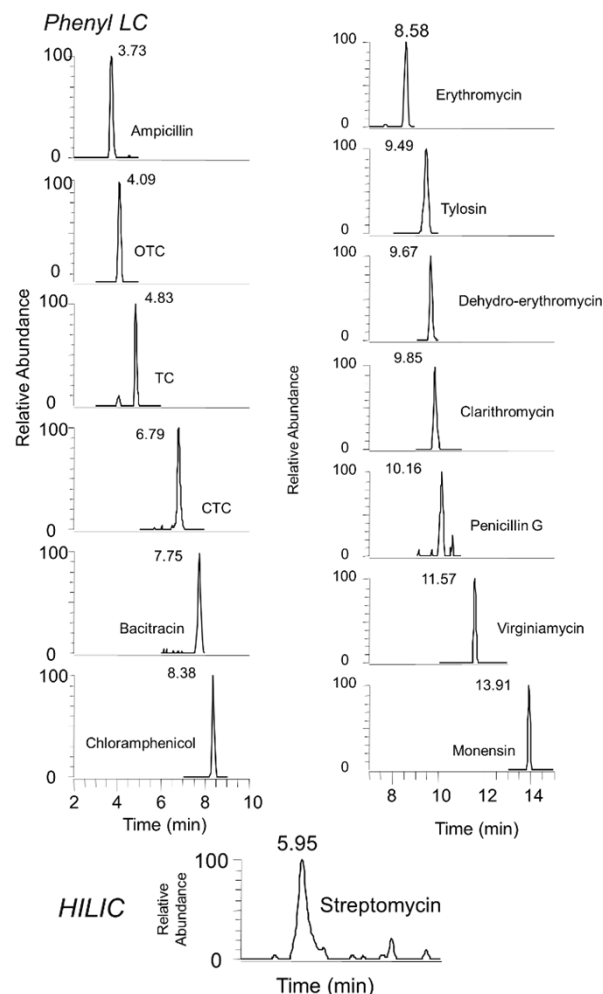 Phenyl LC
3.73
100
0
Ampicillin
4.09
100
0
OTC
4.83
100
0
TC
6.79
100
0
CTC
7.75
100
0
Bacitracin
8.38
100
0
Chloramphenicol
Relative Abundance
2 4 6 8 10
Time (min)
8.58
100
0
Erythromycin
9.49
100
0
Tylosin
9.67
100
0
Dehydro-erythromycin
9.85
100
0
Clarithromycin
10.16
100
0
Penicillin G
11.57
100
0
Virginiamycin
13.91
100
0
Monensin
Relative Abundance
8 10 12 14
Time (min)
HILIC
5.95
100
0
Streptomycin
Relative
Abundance
Time (min)